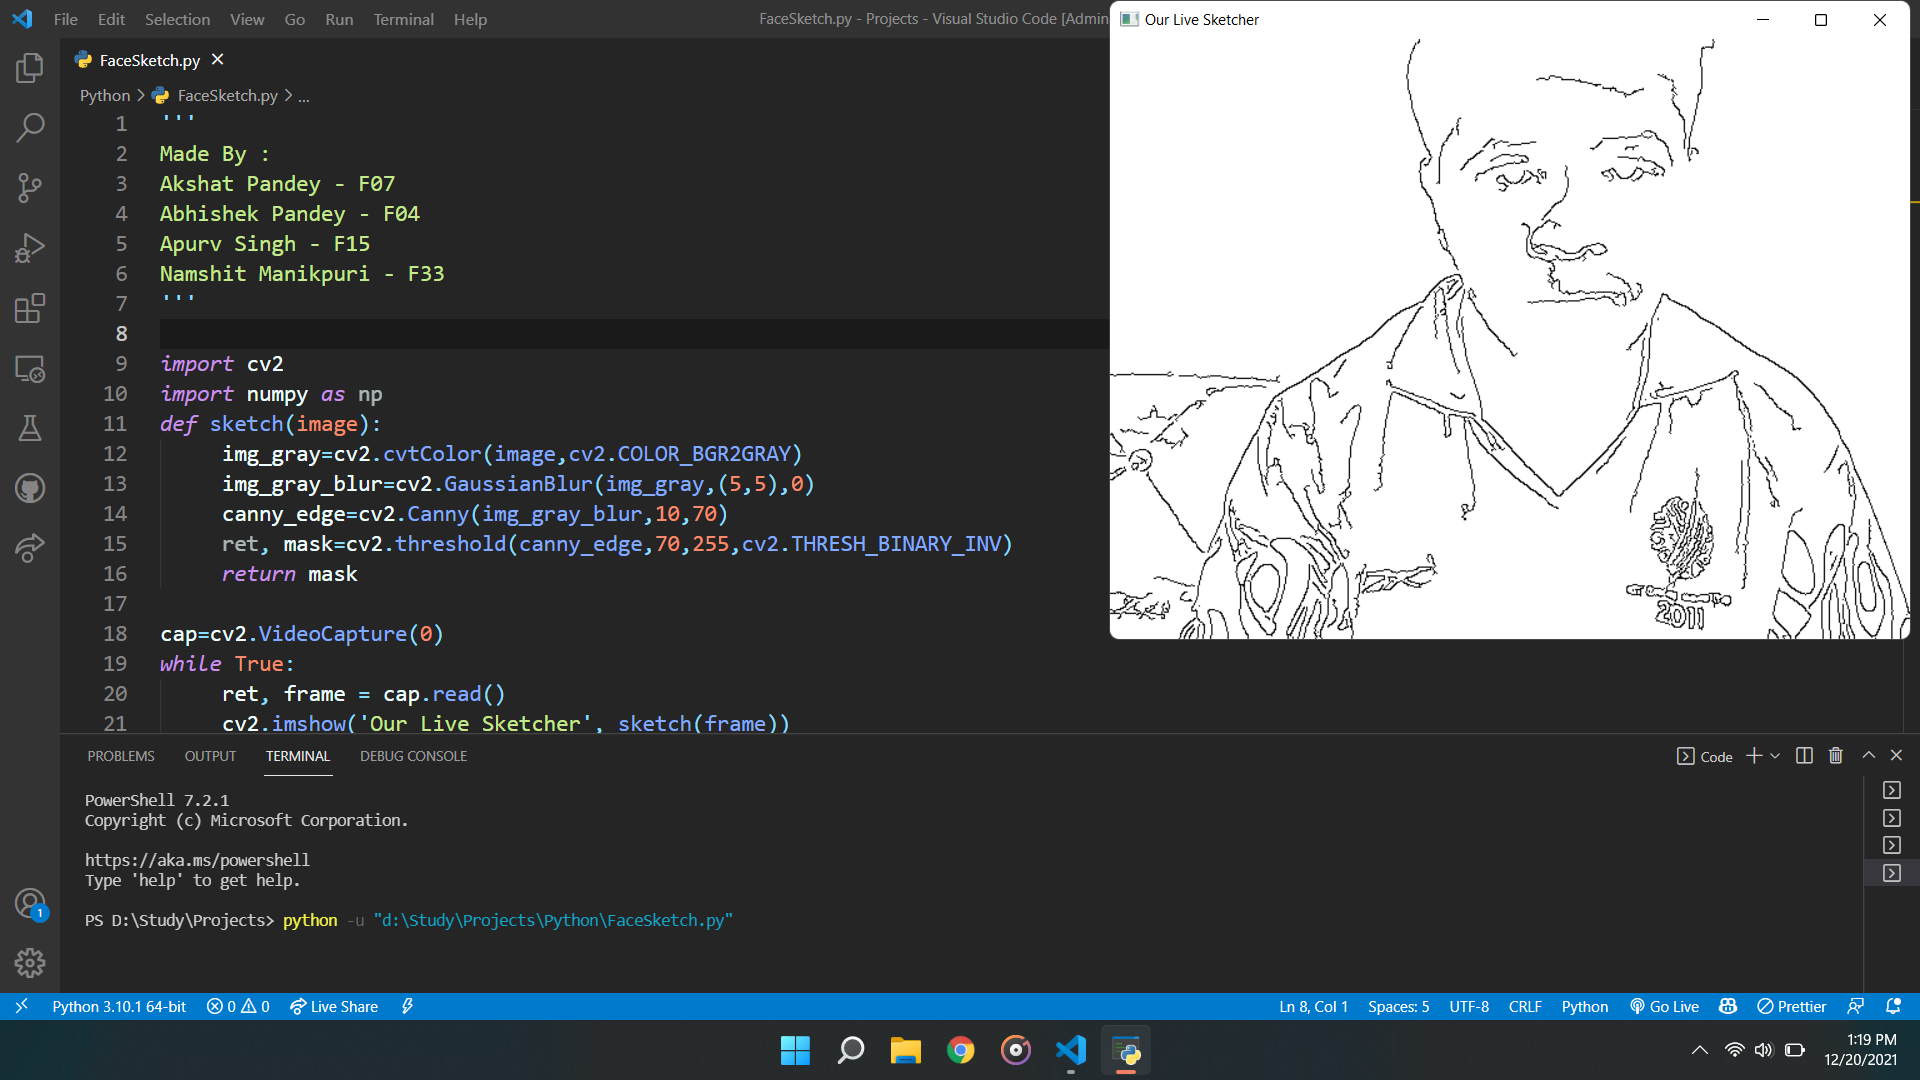 File Edit Selection View Go Run Terminal Help
FaceSketch.py - Projects - Visual Studio Code [Admin
Our Live Sketcher
FaceSketch.py
Python > FaceSketch.py > ...
1 '''
2 Made By :
3 Akshat Pandey - F07
4 Abhishek Pandey - F04
5 Apurv Singh - F15
6 Namshit Manikpuri - F33
7 '''
8
9 import cv2
10 import numpy as np
11 def sketch(image):
12 img_gray=cv2.cvtColor(image,cv2.COLOR_BGR2GRAY)
13 img_gray_blur=cv2.GaussianBlur(img_gray,(5,5),0)
14 canny_edge=cv2.Canny(img_gray_blur,10,70)
15 ret, mask=cv2.threshold(canny_edge,70,255,cv2.THRESH_BINARY_INV)
16 return mask
17
18 cap=cv2.VideoCapture(0)
19 while True:
20 ret, frame = cap.read()
21 cv2.imshow('Our Live Sketcher', sketch(frame))
2011
PROBLEMS OUTPUT TERMINAL DEBUG CONSOLE
Code
PowerShell 7.2.1
Copyright (c) Microsoft Corporation.
https://aka.ms/powershell
Type 'help' to get help.
PS D:\Study\Projects> python -u "d:\Study\Projects\Python\FaceSketch.py"
1
Python 3.10.1 64-bit 0 0 Live Share
Ln 8, Col 1 Spaces: 5 UTF-8 CRLF Python Go Live Prettier
1:19 PM
12/20/2021